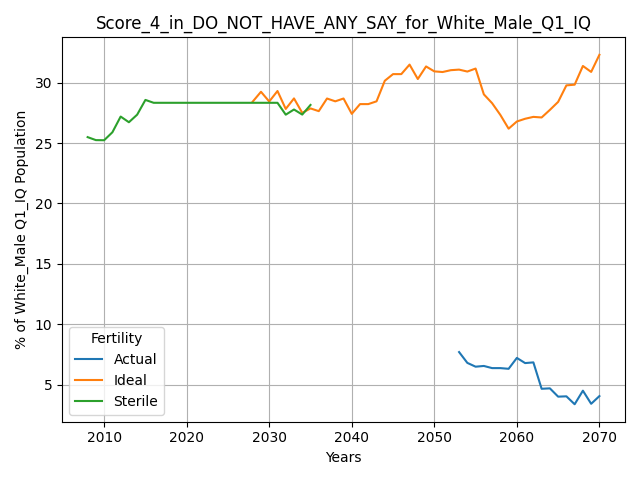 Score_4_in_DO_NOT_HAVE_ANY_SAY_for_White_Male_Q1_IQ
% of White_Male Q1_IQ Population
30
25
20
15
10
5
Fertility
Actual
Ideal
Sterile
2010 2020 2030 2040 2050 2060 2070
Years